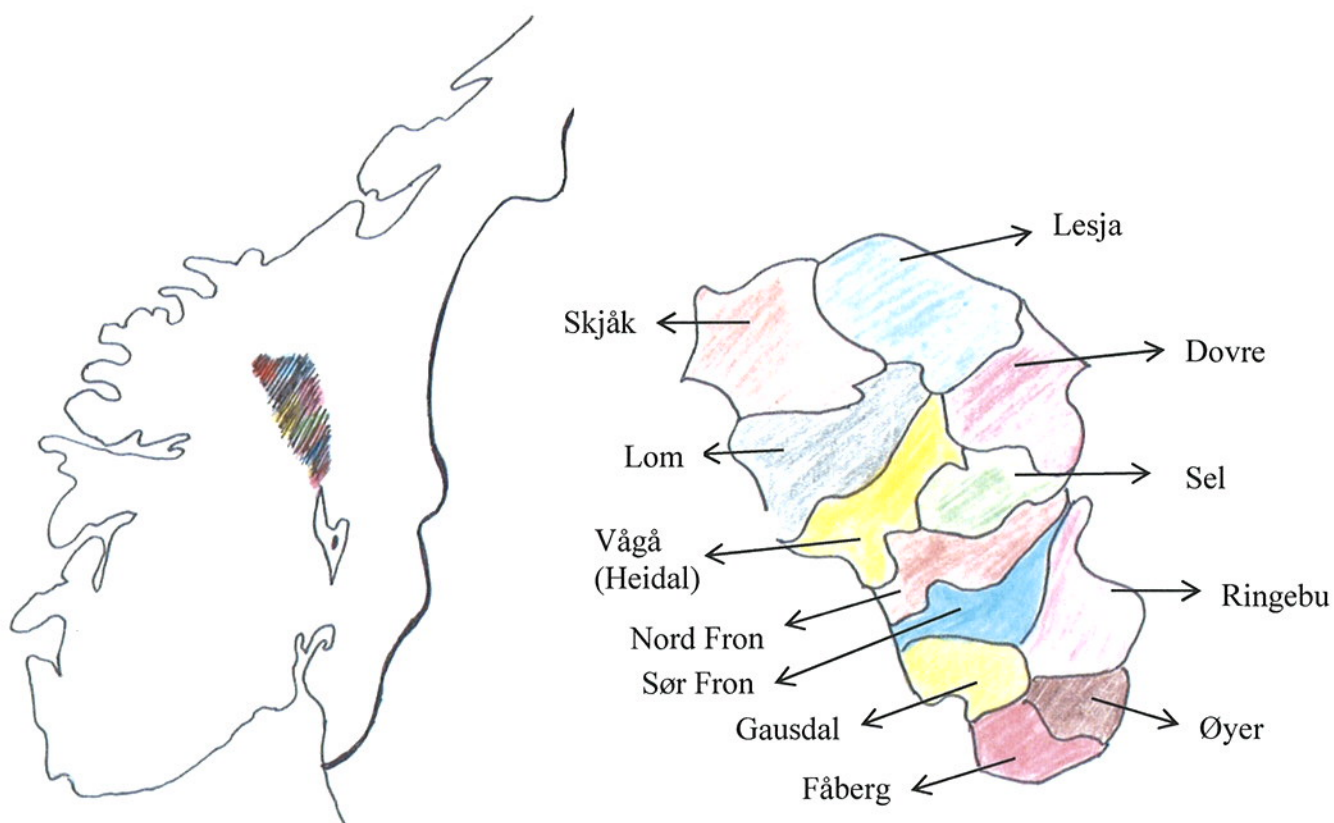 Lesja
Skjåk
Dovre
Lom
Sel
Vågå
(Heidal)
Ringebu
Nord Fron
Sør Fron
Gausdal
Øyer
Fåberg